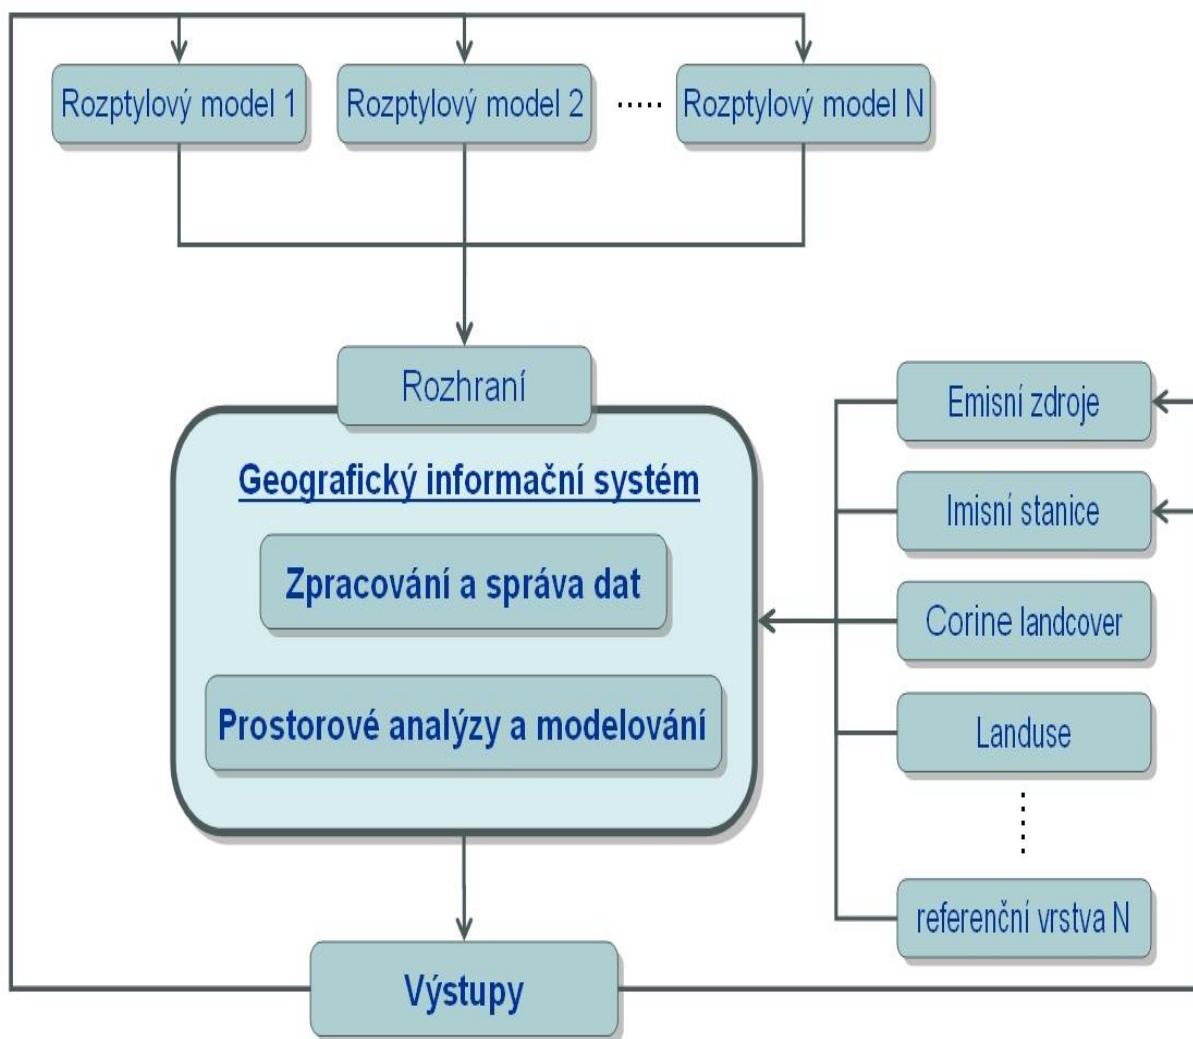 Rozptylový model 1
Rozptylový model 2
.....
Rozptylový model N
Rozhraní
Geografický informační systém
Zpracování a správa dat
Prostorové analýzy a modelování
Emisní zdroje
Imisní stanice
Corine landcover
Landuse
referenční vrstva N
Výstupy